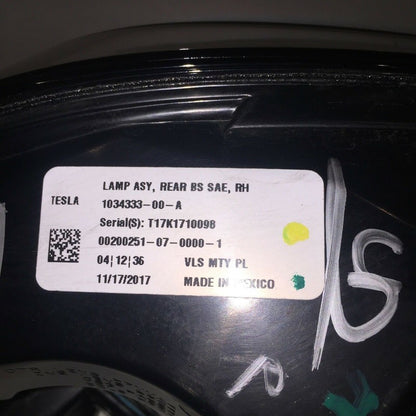 LAMP ASY, REAR BS SAE, RH
TESLA
1034333-00-A
Serial(S): T17K171009B
00200251-07-0000-1
04|12|36 VLS MTY PL
11/17/2017 MADE IN MEXICO